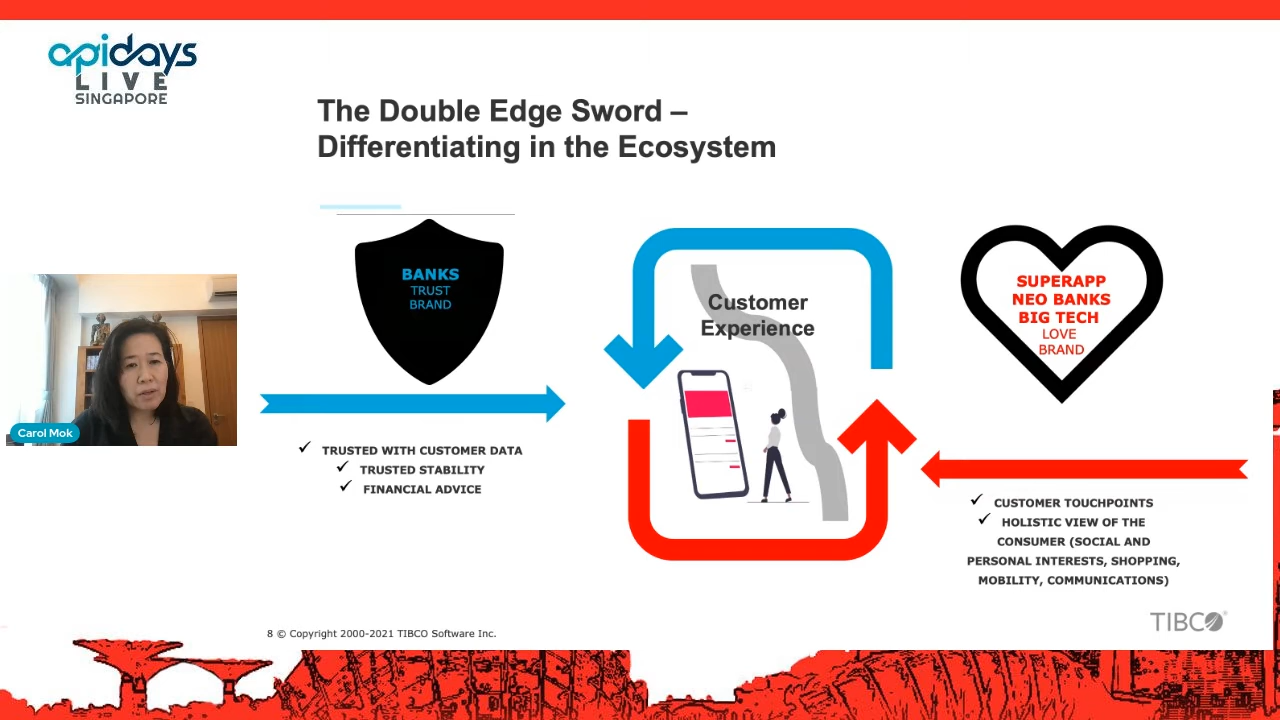 apidays
LIVE
SINGAPORE
The Double Edge Sword –
Differentiating in the Ecosystem
BANKS
TRUST
BRAND
Customer
Experience
SUPERAPP
NEO BANKS
BIG TECH
LOVE
BRAND
Carol Mok
✓ TRUSTED WITH CUSTOMER DATA
✓ TRUSTED STABILITY
✓ FINANCIAL ADVICE
✓ CUSTOMER TOUCHPOINTS
✓ HOLISTIC VIEW OF THE
CONSUMER (SOCIAL AND
PERSONAL INTERESTS, SHOPPING,
MOBILITY, COMMUNICATIONS)
TIBCO®
8 © Copyright 2000-2021 TIBCO Software Inc.